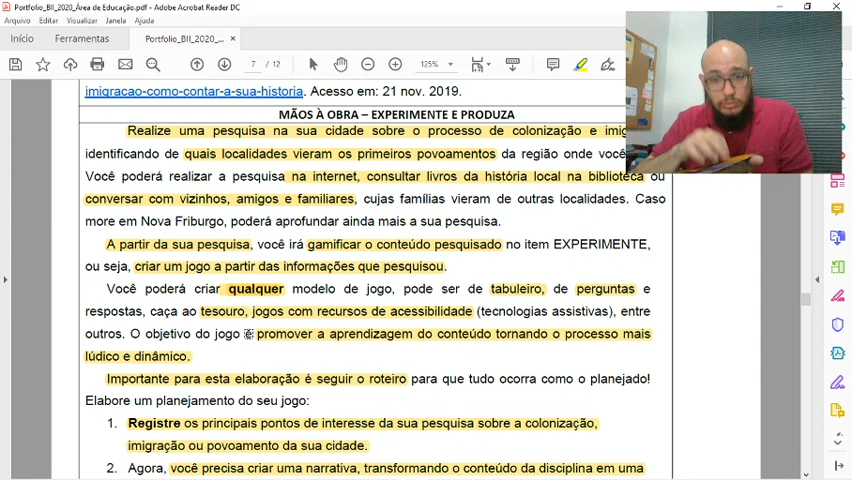 Portfolio_BII_2020_Área de Educação.pdf - Adobe Acrobat Reader DC
Arquivo Editar Visualizar Janela Ajuda
Início Ferramentas Portfolio_BII_2020_... ×
7 / 12 125%
imigracao-como-contar-a-sua-historia. Acesso em: 21 nov. 2019.
MÃOS À OBRA – EXPERIMENTE E PRODUZA
Realize uma pesquisa na sua cidade sobre o processo de colonização e
identificando de quais localidades vieram os primeiros povoamentos da região onde
Você poderá realizar a pesquisa na internet, consultar livros da história local na biblioteca ou
conversar com vizinhos, amigos e familiares, cujas famílias vieram de outras localidades. Caso
more em Nova Friburgo, poderá aprofundar ainda mais a sua pesquisa.
A partir da sua pesquisa, você irá gamificar o conteúdo pesquisado no item EXPERIMENTE,
ou seja, criar um jogo a partir das informações que pesquisou.
Você poderá criar qualquer modelo de jogo, pode ser de tabuleiro, de perguntas e
respostas, caça ao tesouro, jogos com recursos de acessibilidade (tecnologias assistivas), entre
outros. O objetivo do jogo é promover a aprendizagem do conteúdo tornando o processo mais
lúdico e dinâmico.
Importante para esta elaboração é seguir o roteiro para que tudo ocorra como o planejado!
Elabore um planejamento do seu jogo:
1. Registre os principais pontos de interesse da sua pesquisa sobre a colonização,
imigração ou povoamento da sua cidade.
2. Agora, você precisa criar uma narrativa, transformando o conteúdo da disciplina em uma